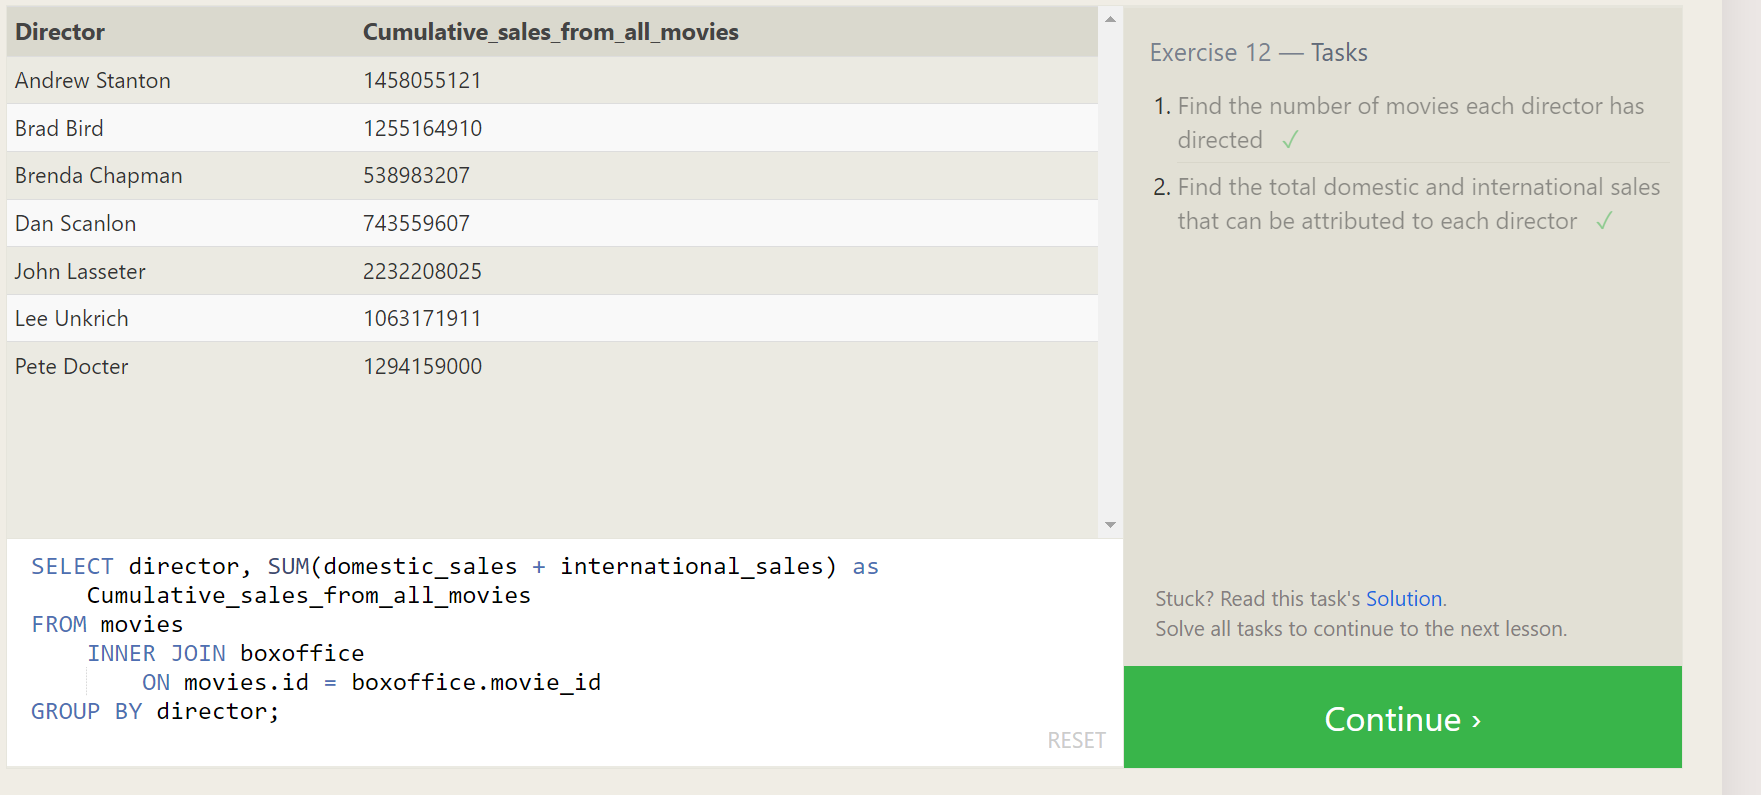 Director Cumulative_sales_from_all_movies
Andrew Stanton 1458055121
Brad Bird 1255164910
Brenda Chapman 538983207
Dan Scanlon 743559607
John Lasseter 2232208025
Lee Unkrich 1063171911
Pete Docter 1294159000
SELECT director, SUM(domestic_sales + international_sales) as
Cumulative_sales_from_all_movies
FROM movies
INNER JOIN boxoffice
ON movies.id = boxoffice.movie_id
GROUP BY director;
RESET
Exercise 12 — Tasks
1. Find the number of movies each director has
directed ✓
2. Find the total domestic and international sales
that can be attributed to each director ✓
Stuck? Read this task's Solution.
Solve all tasks to continue to the next lesson.
Continue ›